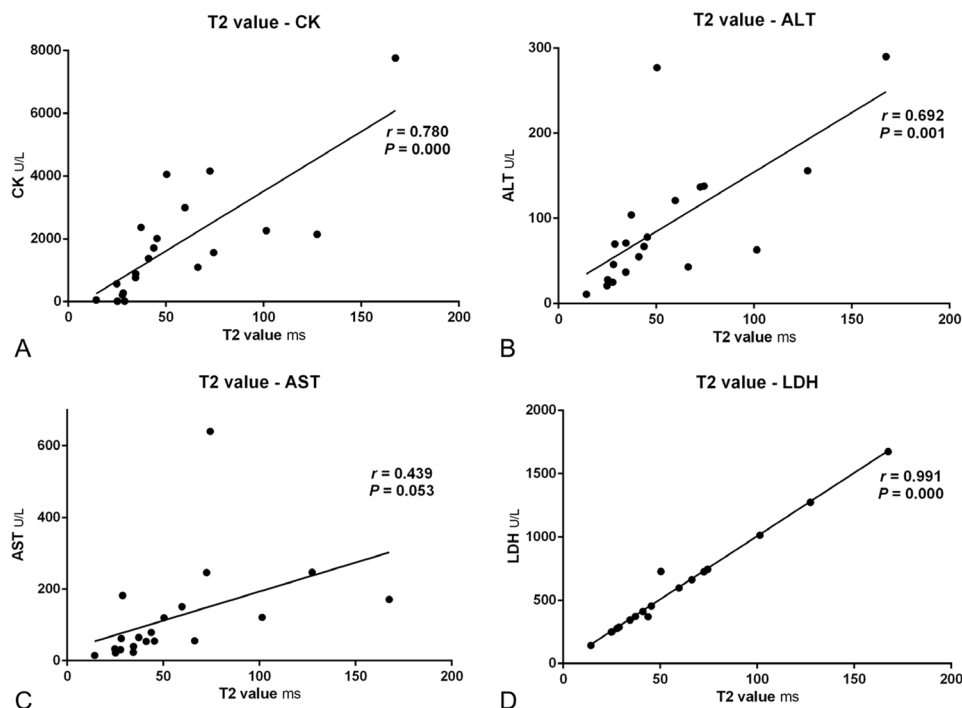 T2 value - CK
8000
6000
4000
2000
0
CK U/L
r = 0.780
P = 0.000
0 50 100 150 200
T2 value ms
A
T2 value - ALT
300
200
100
0
ALT U/L
r = 0.692
P = 0.001
0 50 100 150 200
T2 value ms
B
T2 value - AST
600
400
200
0
AST U/L
r = 0.439
P = 0.053
0 50 100 150 200
T2 value ms
C
T2 value - LDH
2000
1500
1000
500
0
LDH U/L
r = 0.991
P = 0.000
0 50 100 150 200
T2 value ms
D